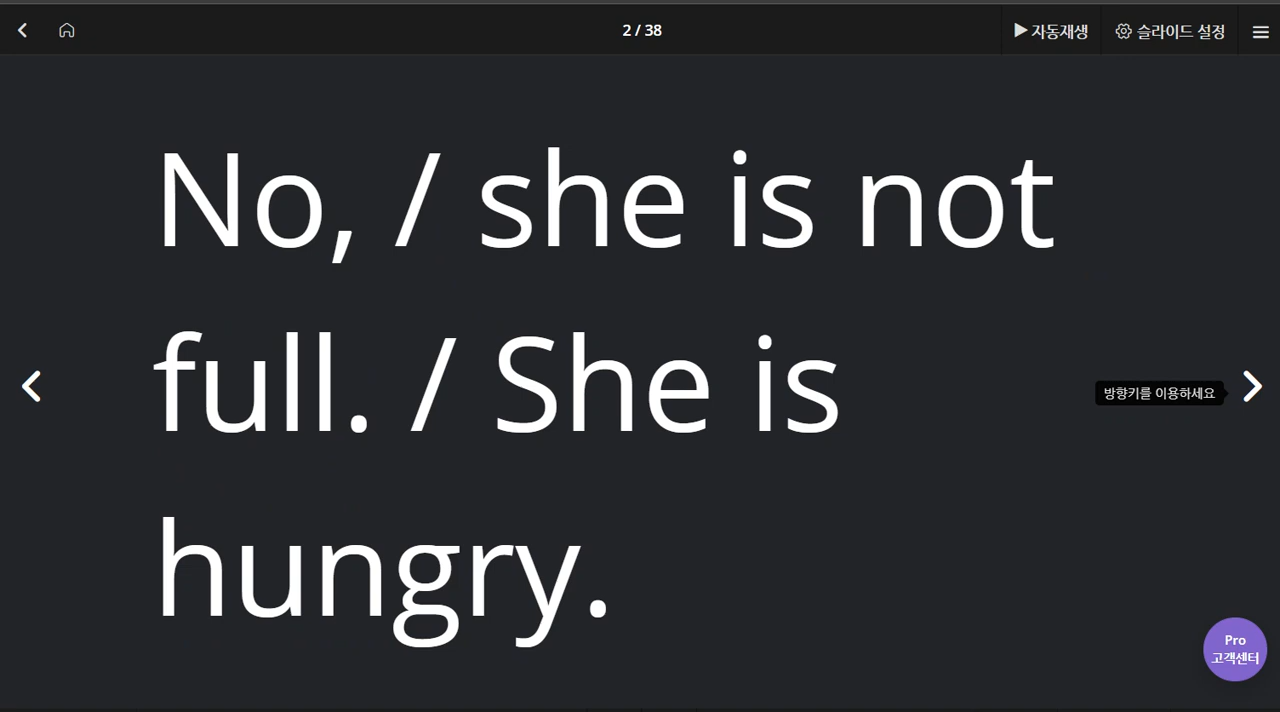 2 / 38
자동재생
슬라이드 설정
No, / she is not
full. / She is
hungry.
방향키를 이용하세요
Pro
고객센터